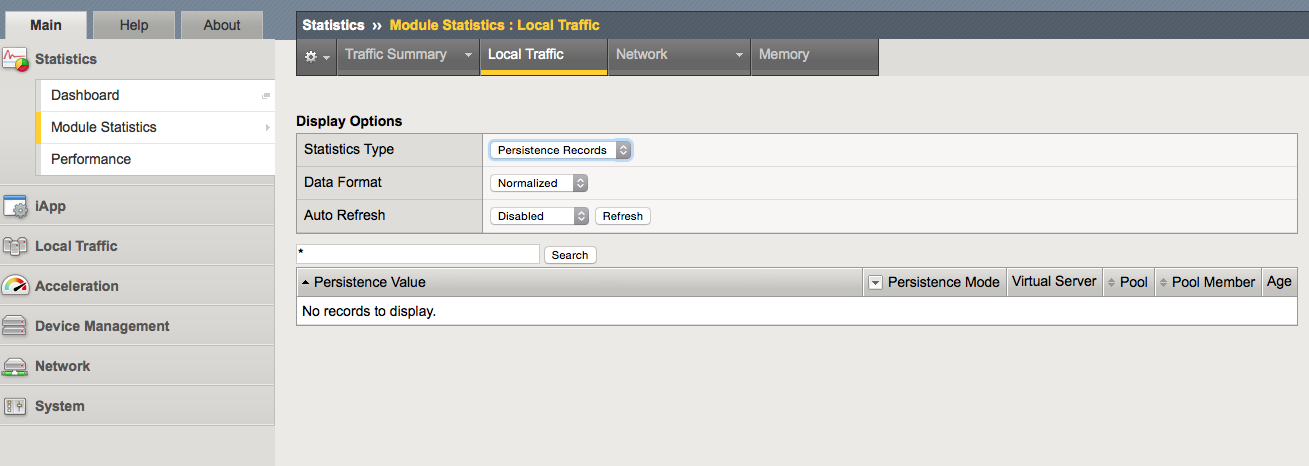 Main Help About
Statistics
Dashboard
Module Statistics
Performance
iApp
Local Traffic
Acceleration
Device Management
Network
System
Statistics ›› Module Statistics : Local Traffic
Traffic Summary Local Traffic Network Memory
Display Options
Statistics Type Persistence Records
Data Format Normalized
Auto Refresh Disabled Refresh
* Search
Persistence Value Persistence Mode Virtual Server Pool Pool Member Age
No records to display.